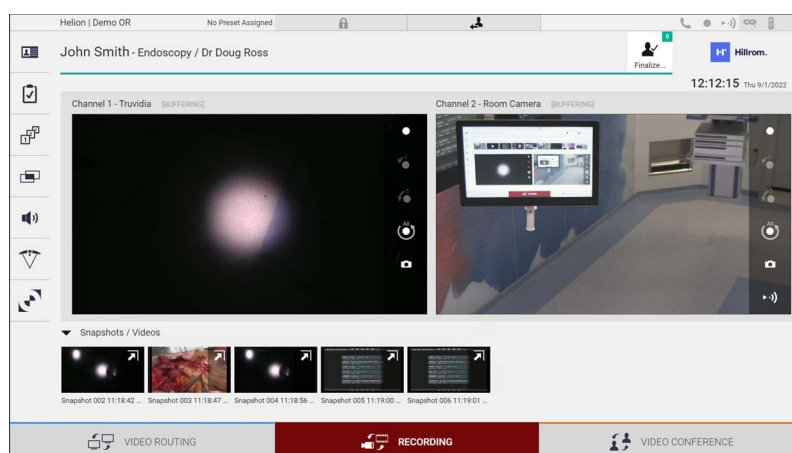 Helion | Demo OR
No Preset Assigned
John Smith - Endoscopy / Dr Doug Ross
8
Finalize...
H
Hillrom.
12:12:15 Thu 9/1/2022
Channel 1 - Truvidia [BUFFERING]
Channel 2 - Room Camera [BUFFERING]
All
All
Snapshots / Videos
Snapshot 002 11:18:42 ...
Snapshot 003 11:18:47 ...
Snapshot 004 11:18:56 ...
Snapshot 005 11:19:00 ...
Snapshot 006 11:19:01 ...
VIDEO ROUTING
RECORDING
VIDEO CONFERENCE